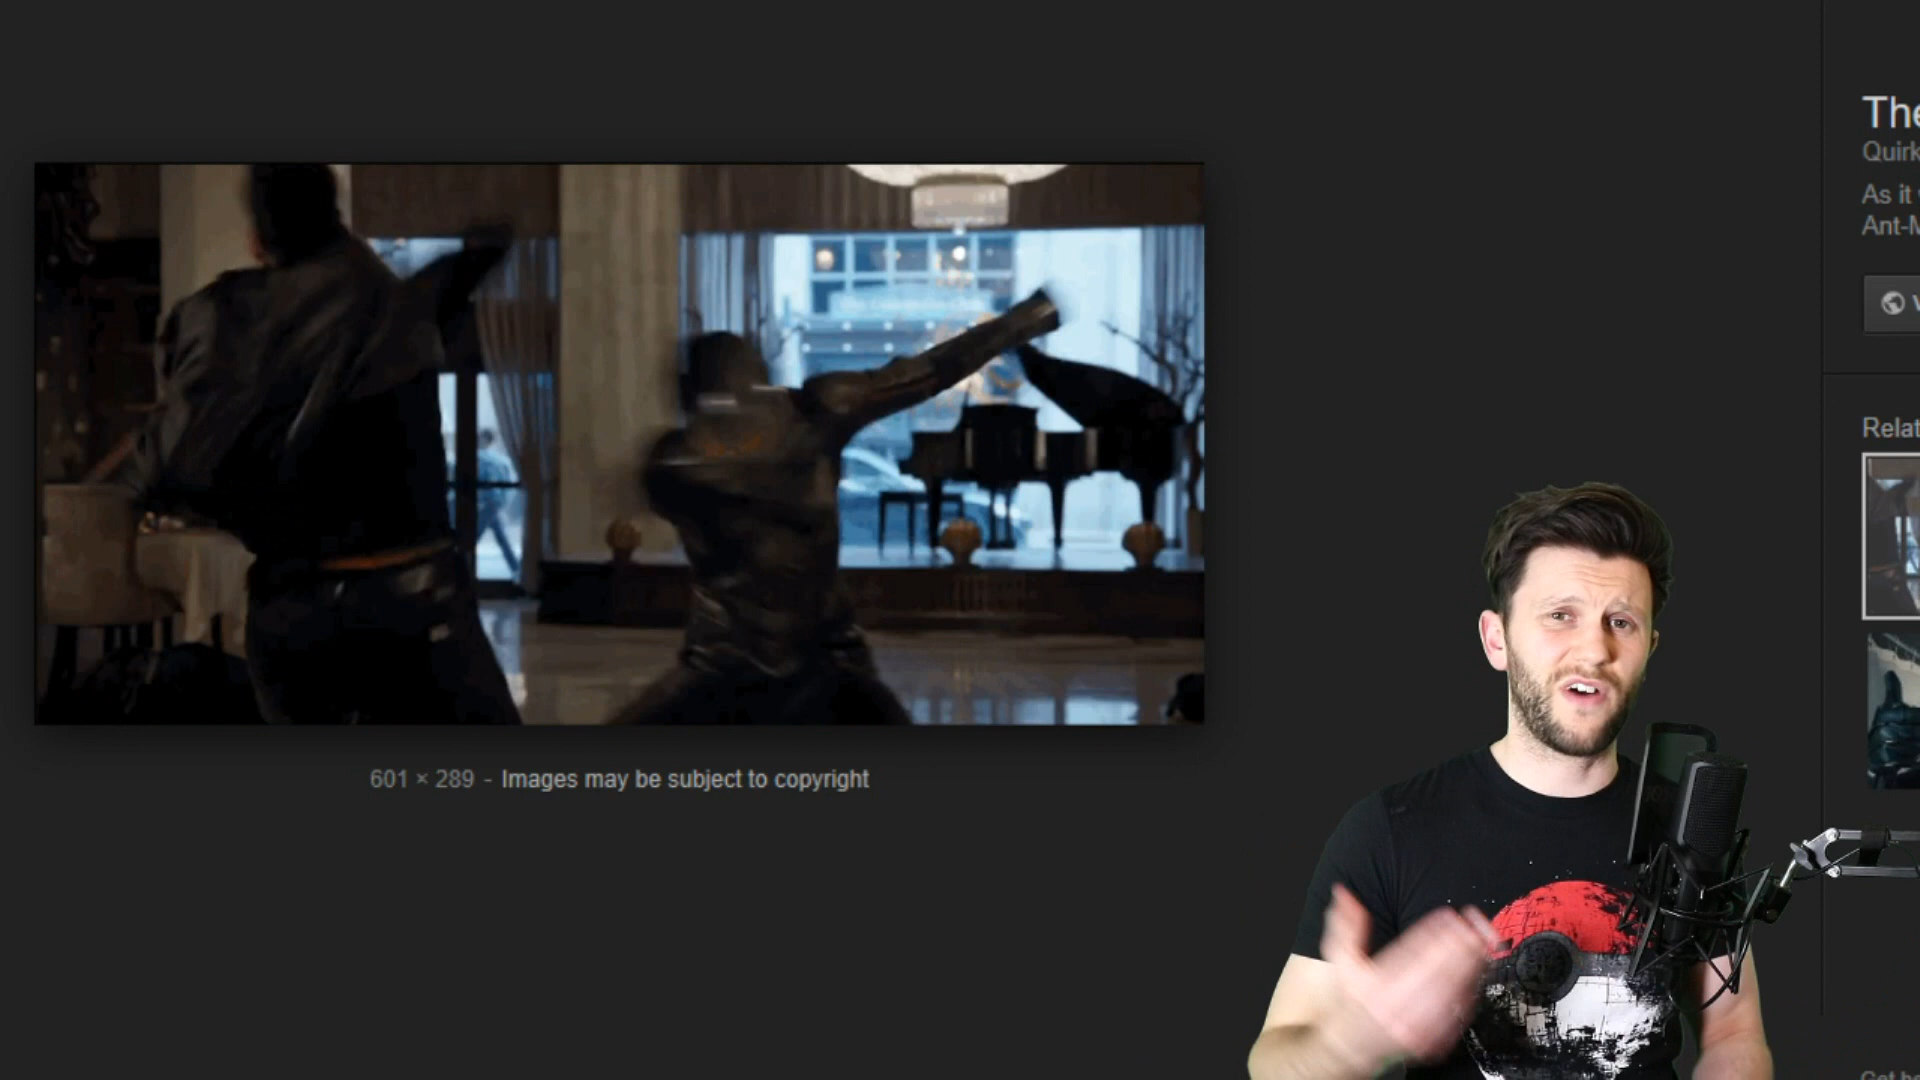 601 × 289 - Images may be subject to copyright
The
Quirk
As it
Ant-M
V
Relat